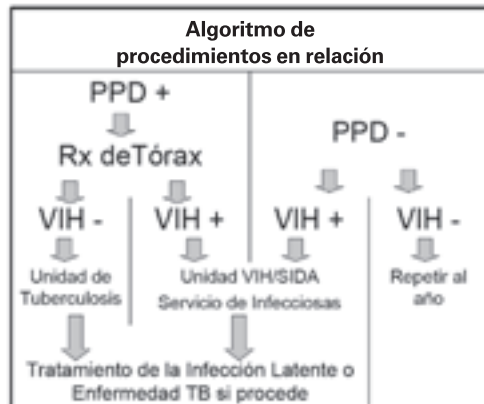 Algoritmo de
procedimientos en relación
PPD +
PPD -
Rx deTórax
VIH -
VIH +
VIH +
VIH -
Unidad de
Tuberculosis
Unidad VIH/SIDA
Servicio de Infecciosas
Repetir al
año
Tratamiento de la Infección Latente o
Enfermedad TB si procede